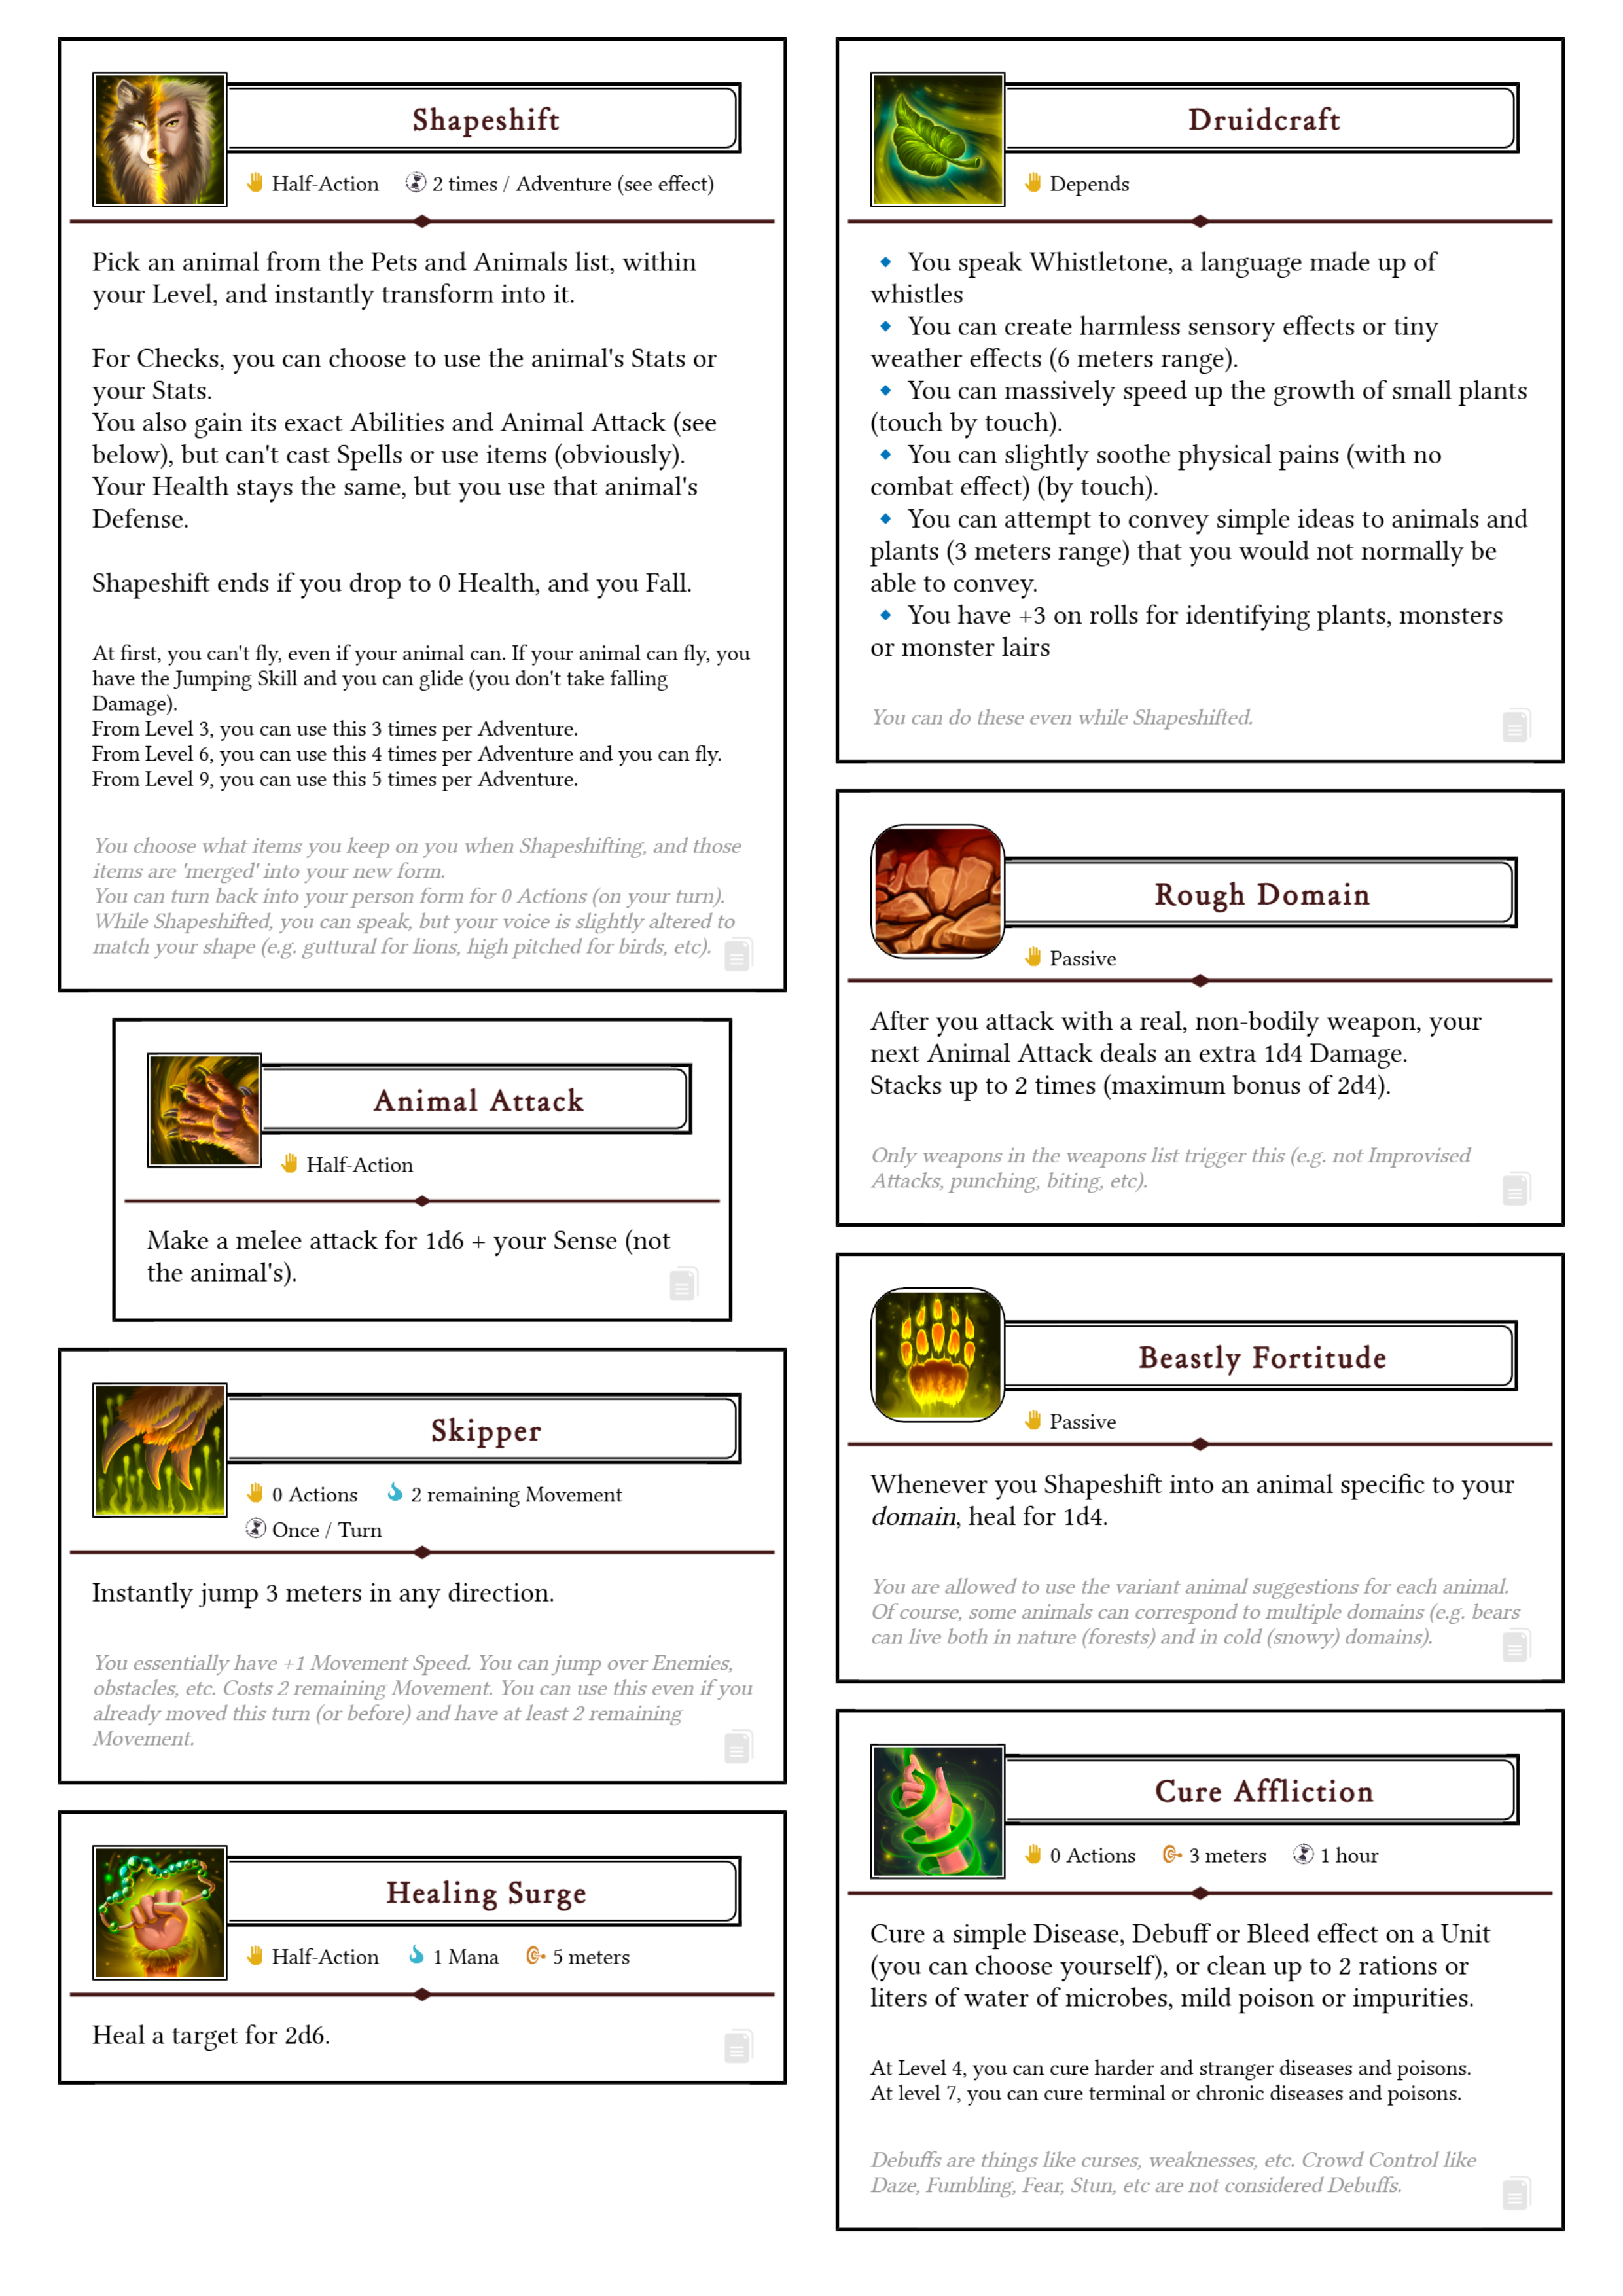 Shapeshift
Half-Action 2 times / Adventure (see effect)
Pick an animal from the Pets and Animals list, within
your Level, and instantly transform into it.
For Checks, you can choose to use the animal's Stats or
your Stats.
You also gain its exact Abilities and Animal Attack (see
below), but can't cast Spells or use items (obviously).
Your Health stays the same, but you use that animal's
Defense.
Shapeshift ends if you drop to 0 Health, and you Fall.
At first, you can't fly, even if your animal can. If your animal can fly, you
have the Jumping Skill and you can glide (you don't take falling
Damage).
From Level 3, you can use this 3 times per Adventure.
From Level 6, you can use this 4 times per Adventure and you can fly.
From Level 9, you can use this 5 times per Adventure.
You choose what items you keep on you when Shapeshifting, and those
items are 'merged' into your new form.
You can turn back into your person form for 0 Actions (on your turn).
While Shapeshifted, you can speak, but your voice is slightly altered to
match your shape (e.g. guttural for lions, high pitched for birds, etc).
Animal Attack
Half-Action
Make a melee attack for 1d6 + your Sense (not
the animal's).
Skipper
0 Actions 2 remaining Movement
Once / Turn
Instantly jump 3 meters in any direction.
You essentially have +1 Movement Speed. You can jump over Enemies,
obstacles, etc. Costs 2 remaining Movement. You can use this even if you
already moved this turn (or before) and have at least 2 remaining
Movement.
Healing Surge
Half-Action 1 Mana 5 meters
Heal a target for 2d6.
Druidcraft
Depends
🔹 You speak Whistletone, a language made up of
whistles
🔹 You can create harmless sensory effects or tiny
weather effects (6 meters range).
🔹 You can massively speed up the growth of small plants
(touch by touch).
🔹 You can slightly soothe physical pains (with no
combat effect) (by touch).
🔹 You can attempt to convey simple ideas to animals and
plants (3 meters range) that you would not normally be
able to convey.
🔹 You have +3 on rolls for identifying plants, monsters
or monster lairs
You can do these even while Shapeshifted.
Rough Domain
Passive
After you attack with a real, non-bodily weapon, your
next Animal Attack deals an extra 1d4 Damage.
Stacks up to 2 times (maximum bonus of 2d4).
Only weapons in the weapons list trigger this (e.g. not Improvised
Attacks, punching, biting, etc).
Beastly Fortitude
Passive
Whenever you Shapeshift into an animal specific to your
domain, heal for 1d4.
You are allowed to use the variant animal suggestions for each animal.
Of course, some animals can correspond to multiple domains (e.g. bears
can live both in nature (forests) and in cold (snowy) domains).
Cure Affliction
0 Actions 3 meters 1 hour
Cure a simple Disease, Debuff or Bleed effect on a Unit
(you can choose yourself), or clean up to 2 rations or
liters of water of microbes, mild poison or impurities.
At Level 4, you can cure harder and stranger diseases and poisons.
At level 7, you can cure terminal or chronic diseases and poisons.
Debuffs are things like curses, weaknesses, etc. Crowd Control like
Daze, Fumbling, Fear, Stun, etc are not considered Debuffs.